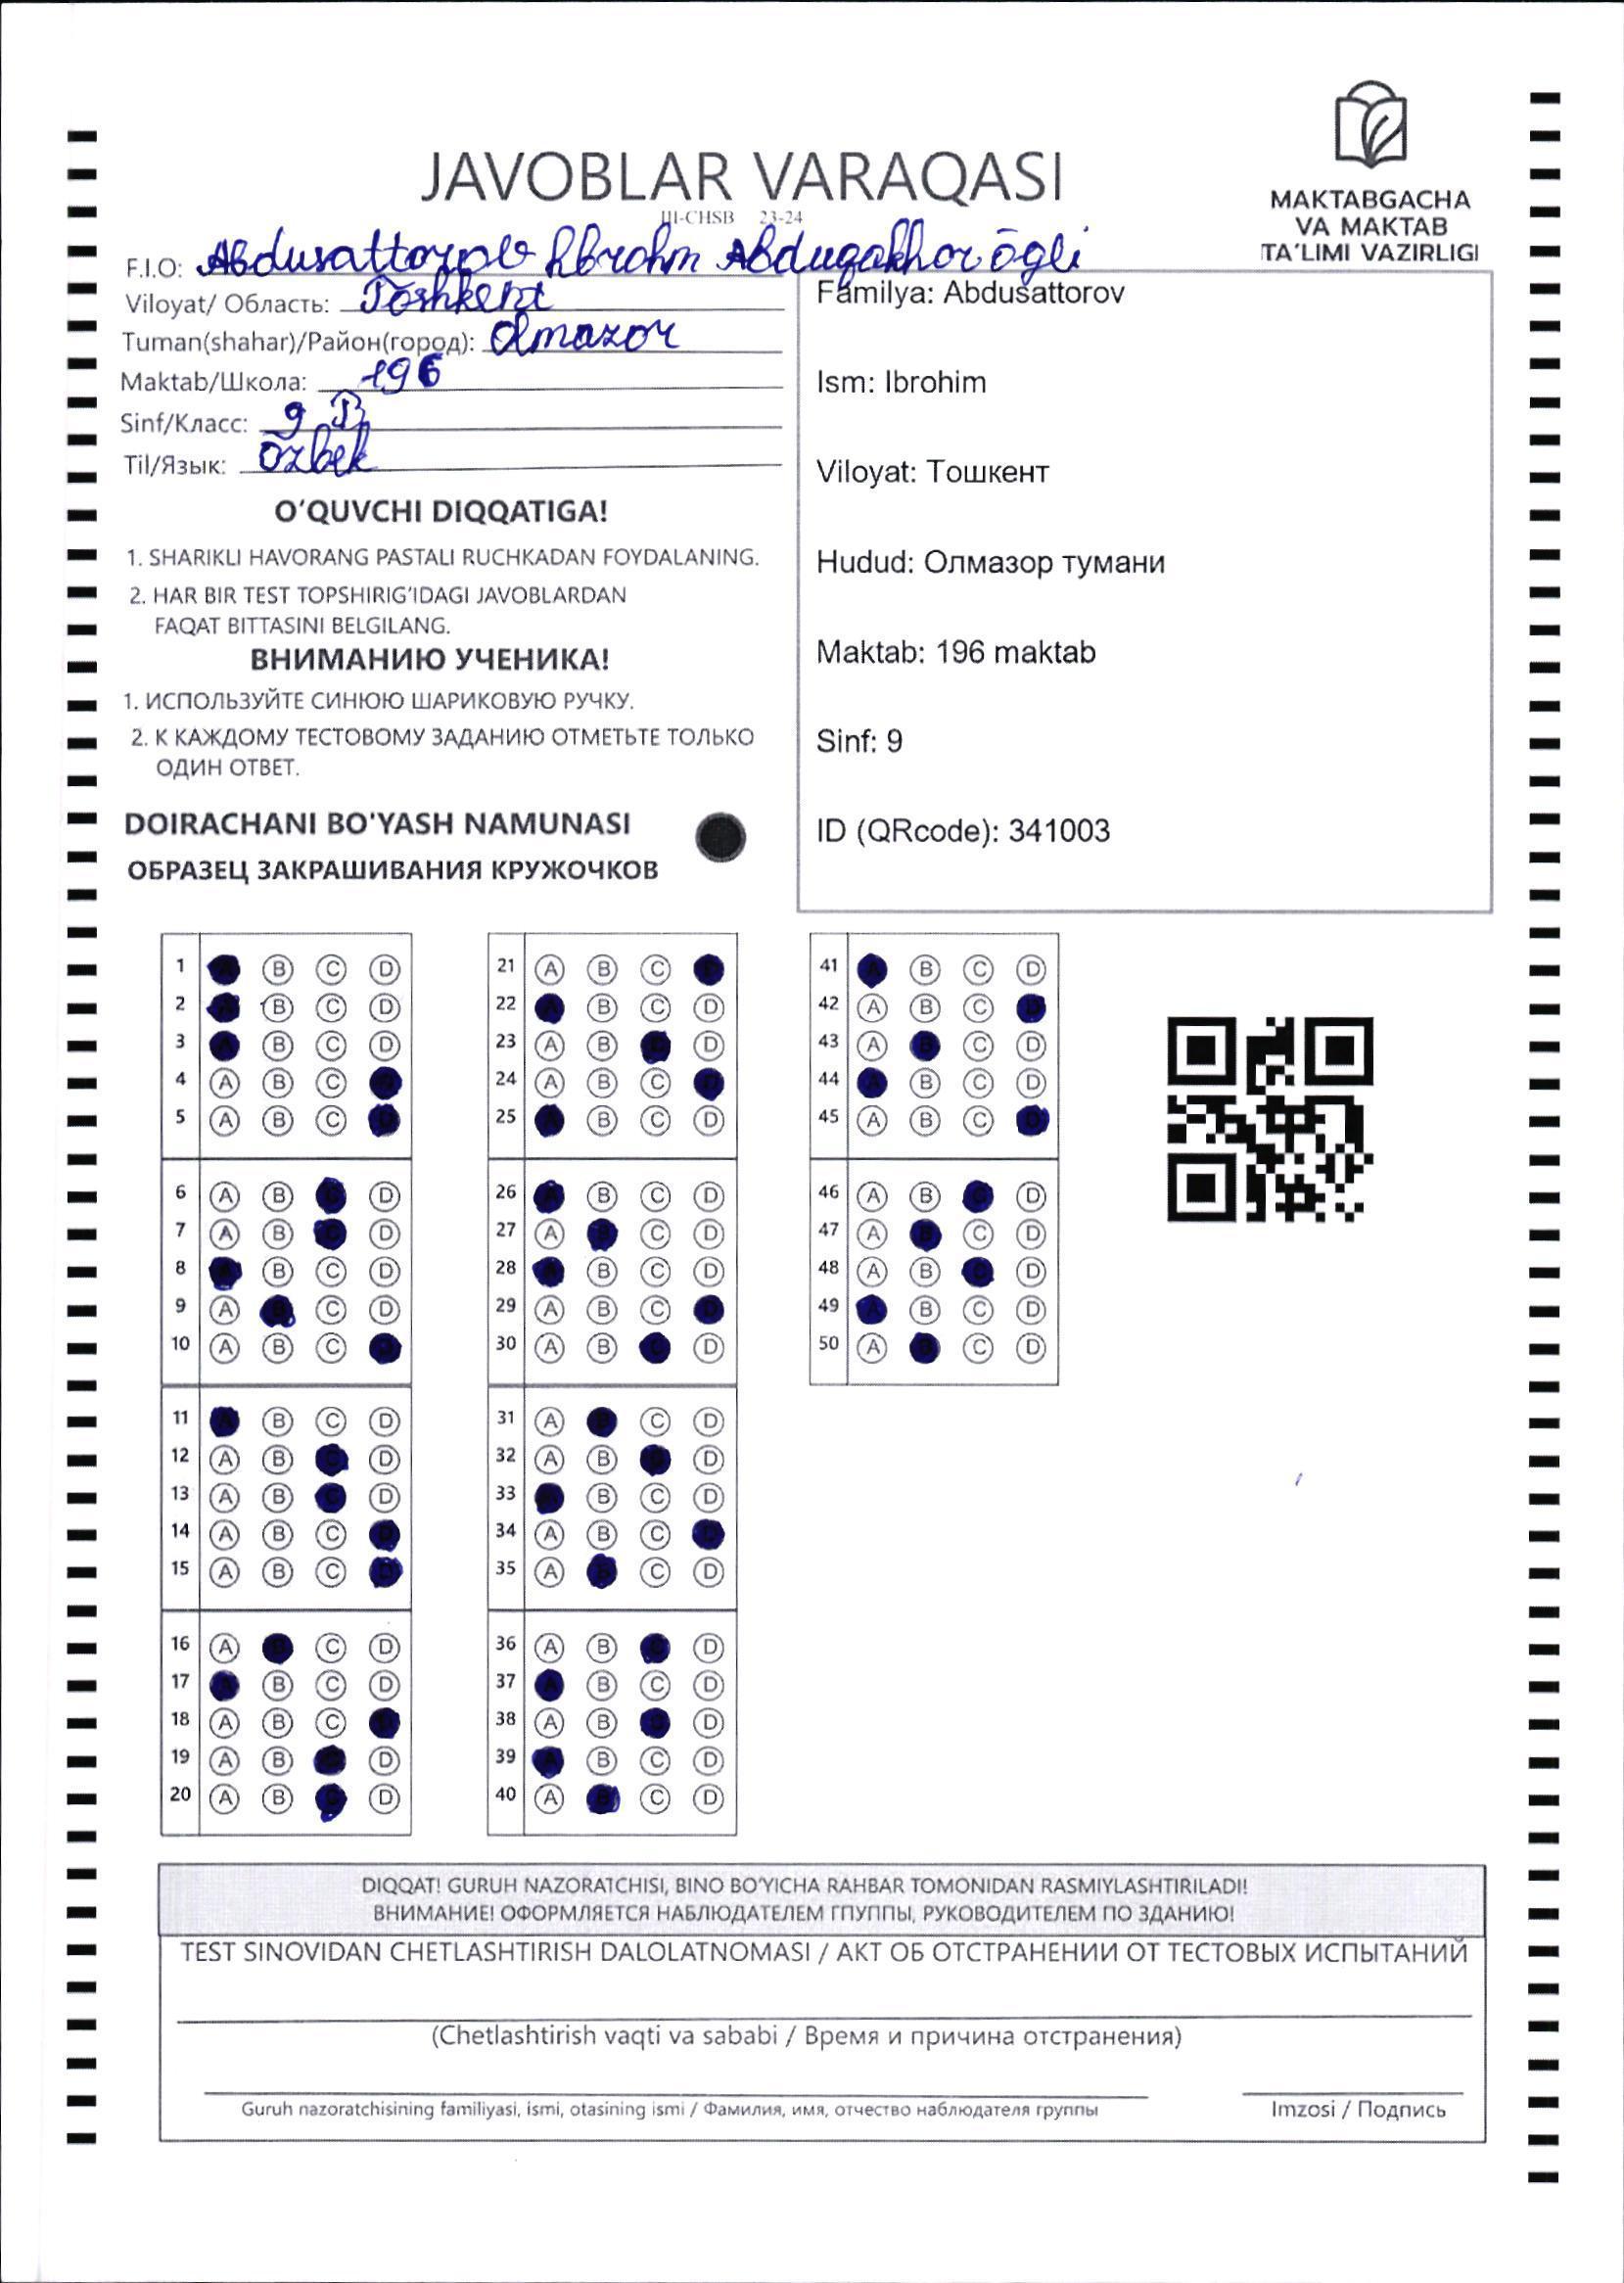 JAVOBLAR VARAQASI
III-CHSB 23-24
MAKTABGACHA
VA MAKTAB
TA'LIMI VAZIRLIGI
F.I.O: Abdusattorov Ibrohm Abduqakhor ōgli
Viloyat/ Область: Toshkent
Tuman(shahar)/Район(город): Olmazor
Maktab/Школа: 196
Sinf/Класс: 9
Til/Язык: Ozbek
Familya: Abdusattorov
Ism: Ibrohim
Viloyat: Тошкент
Hudud: Олмазор тумани
Maktab: 196 maktab
Sinf: 9
ID (QRcode): 341003
O'QUVCHI DIQQATIGA!
1. SHARIKLI HAVORANG PASTALI RUCHKADAN FOYDALANING.
2. HAR BIR TEST TOPSHIRIG'IDAGI JAVOBLARDAN
FAQAT BITTASINI BELGILANG.
ВНИМАНИЮ УЧЕНИКА!
1. ИСПОЛЬЗУЙТЕ СИНЮЮ ШАРИКОВУЮ РУЧКУ.
2. К КАЖДОМУ ТЕСТОВОМУ ЗАДАНИЮ ОТМЕТЬТЕ ТОЛЬКО
ОДИН ОТВЕТ.
DOIRACHANI BO'YASH NAMUNASI
ОБРАЗЕЦ ЗАКРАШИВАНИЯ КРУЖОЧКОВ
1 A B C D
2 A B C D
3 A B C D
4 A B C D
5 A B C D
6 A B C D
7 A B C D
8 A B C D
9 A B C D
10 A B C D
11 A B C D
12 A B C D
13 A B C D
14 A B C D
15 A B C D
16 A B C D
17 A B C D
18 A B C D
19 A B C D
20 A B C D
21 A B C D
22 A B C D
23 A B C D
24 A B C D
25 A B C D
26 A B C D
27 A B C D
28 A B C D
29 A B C D
30 A B C D
31 A B C D
32 A B C D
33 A B C D
34 A B C D
35 A B C D
36 A B C D
37 A B C D
38 A B C D
39 A B C D
40 A B C D
41 A B C D
42 A B C D
43 A B C D
44 A B C D
45 A B C D
46 A B C D
47 A B C D
48 A B C D
49 A B C D
50 A B C D
DIQQAT! GURUH NAZORATCHISI, BINO BO'YICHA RAHBAR TOMONIDAN RASMIYLASHTIRILADI!
ВНИМАНИЕ! ОФОРМЛЯЕТСЯ НАБЛЮДАТЕЛЕМ ГПУППЫ, РУКОВОДИТЕЛЕМ ПО ЗДАНИЮ!
TEST SINOVIDAN CHETLASHTIRISH DALOLATNOMASI / АКТ ОБ ОТСТРАНЕНИИ ОТ ТЕСТОВЫХ ИСПЫТАНИЙ
(Chetlashtirish vaqti va sababi / Время и причина отстранения)
Guruh nazoratchisining familiyasi, ismi, otasining ismi / Фамилия, имя, отчество наблюдателя группы
Imzosi / Подпись